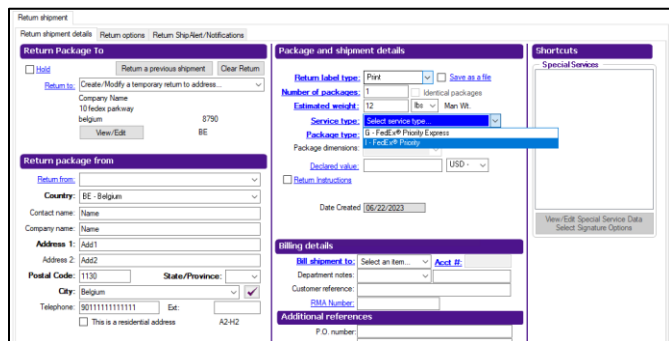 Return shipment
Return shipment details
Return options
Return ShipAlert/Notifications
Return Package To
Hold
Return a previous shipment
Clear Return
Return to:
Create/Modify a temporary return to address...
Company Name
10 fedex parkway
belgium 8790
View/Edit
BE
Return package from
Return from:
Country: BE - Belgium
Contact name: Name
Company name: Name
Address 1: Add1
Address 2: Add2
Postal Code: 1130
State/Province:
City: Belgium
Telephone: 90111111111111
Ext:
This is a residential address
A2-H2
Package and shipment details
Return label type: Print
Save as a file
Number of packages: 1
Identical packages
Estimated weight: 12 lbs Man Wt.
Service type: Select service type...
G - FedEx® Priority Express
I - FedEx® Priority
Package type:
Package dimensions:
Declared value:
USD -
Return Instructions
Date Created 06/22/2023
Billing details
Bill shipment to: Select an item...
Acct #:
Department notes:
Customer reference:
RMA Number:
Additional references
P.O. number:
Shortcuts
Special Services
View/Edit Special Service Data
Select Signature Options